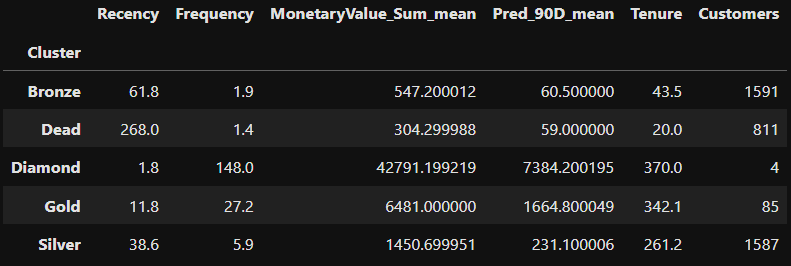 Recency Frequency MonetaryValue_Sum_mean Pred_90D_mean Tenure Customers
Cluster
Bronze 61.8 1.9 547.200012 60.500000 43.5 1591
Dead 268.0 1.4 304.299988 59.000000 20.0 811
Diamond 1.8 148.0 42791.199219 7384.200195 370.0 4
Gold 11.8 27.2 6481.000000 1664.800049 342.1 85
Silver 38.6 5.9 1450.699951 231.100006 261.2 1587